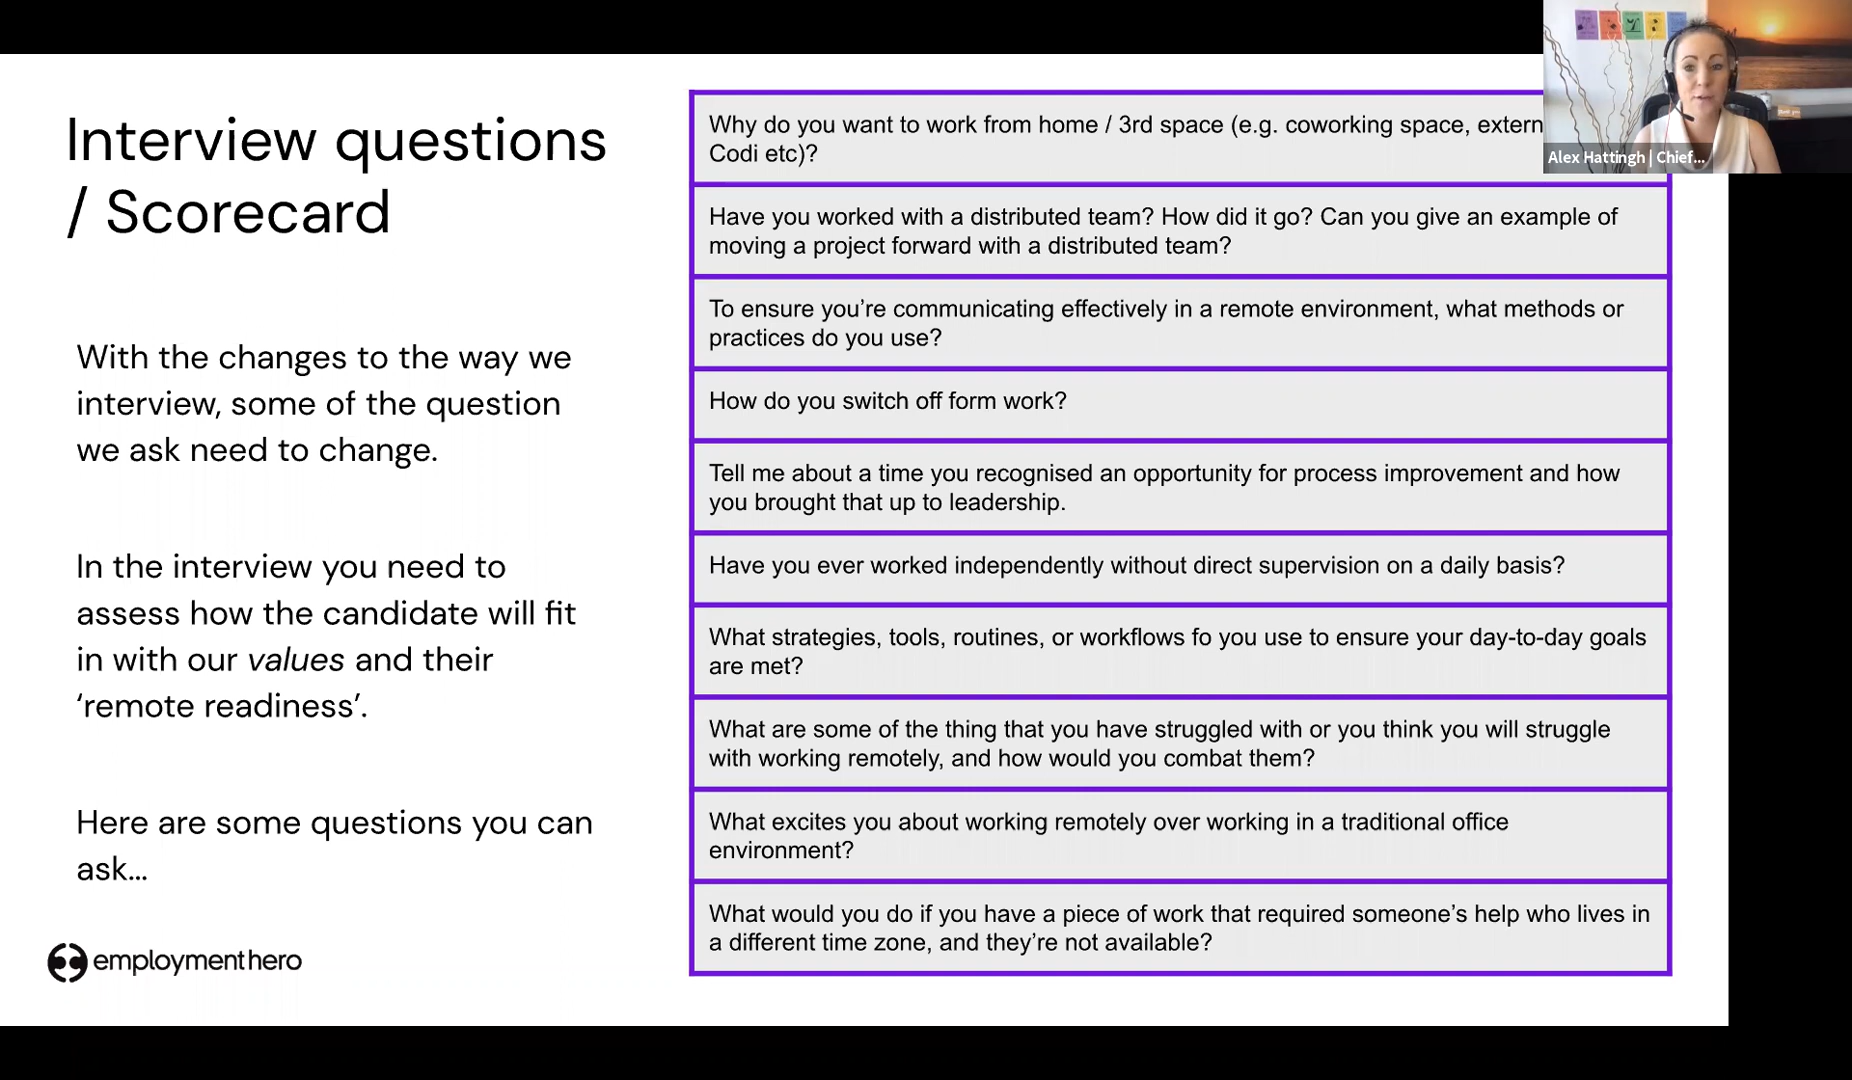 Interview questions
/ Scorecard
With the changes to the way we
interview, some of the question
we ask need to change.
In the interview you need to
assess how the candidate will fit
in with our values and their
‘remote readiness’.
Here are some questions you can
ask...
employmenthero
Why do you want to work from home / 3rd space (e.g. coworking space, extern
Codi etc)?
Have you worked with a distributed team? How did it go? Can you give an example of
moving a project forward with a distributed team?
To ensure you’re communicating effectively in a remote environment, what methods or
practices do you use?
How do you switch off form work?
Tell me about a time you recognised an opportunity for process improvement and how
you brought that up to leadership.
Have you ever worked independently without direct supervision on a daily basis?
What strategies, tools, routines, or workflows fo you use to ensure your day-to-day goals
are met?
What are some of the thing that you have struggled with or you think you will struggle
with working remotely, and how would you combat them?
What excites you about working remotely over working in a traditional office
environment?
What would you do if you have a piece of work that required someone’s help who lives in
a different time zone, and they’re not available?
Alex Hattingh | Chief...